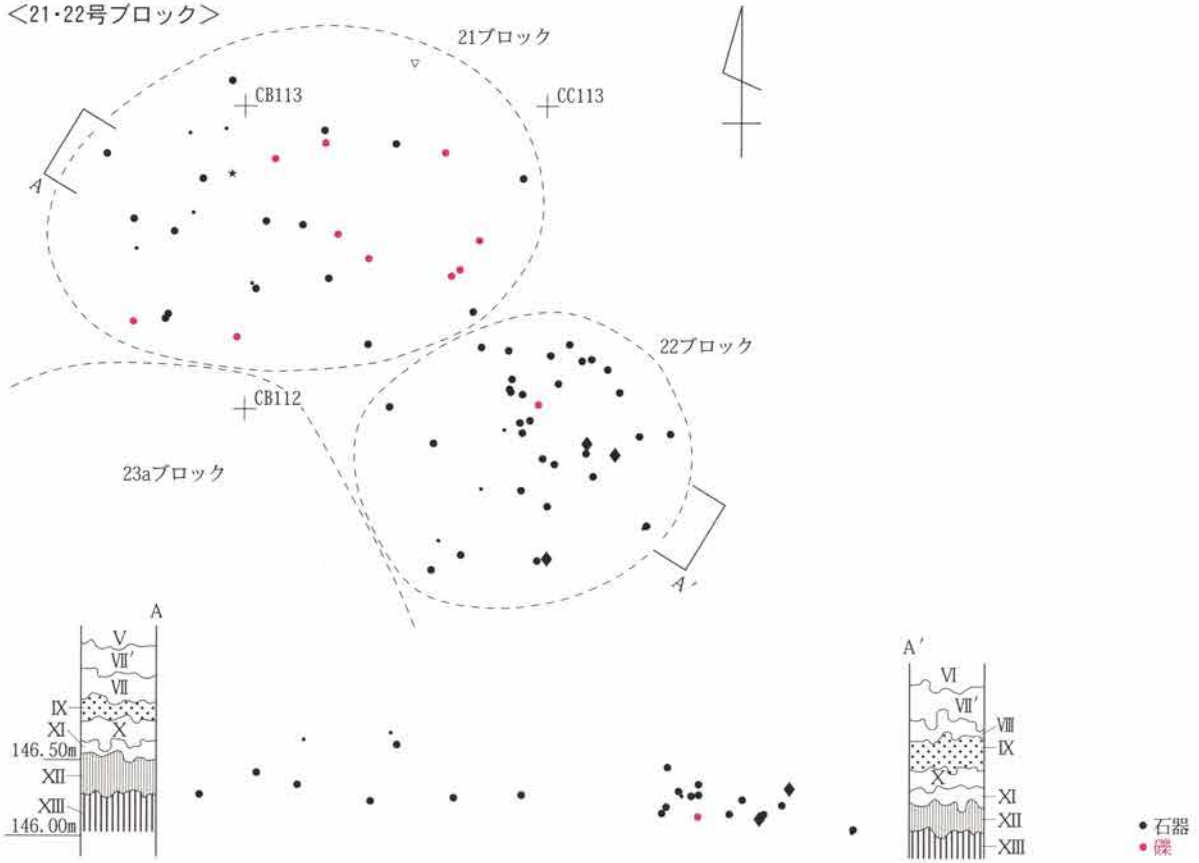 <21・22号ブロック>
21ブロック
CB113
CC113
A
22ブロック
CB112
23aブロック
A'
A
V
Ⅶ'
Ⅶ
Ⅸ
Ⅺ
X
146.50m
Ⅻ
XIII
146.00m
A'
Ⅵ
Ⅶ'
Ⅷ
Ⅸ
X
Ⅺ
Ⅻ
XIII
石器
礫